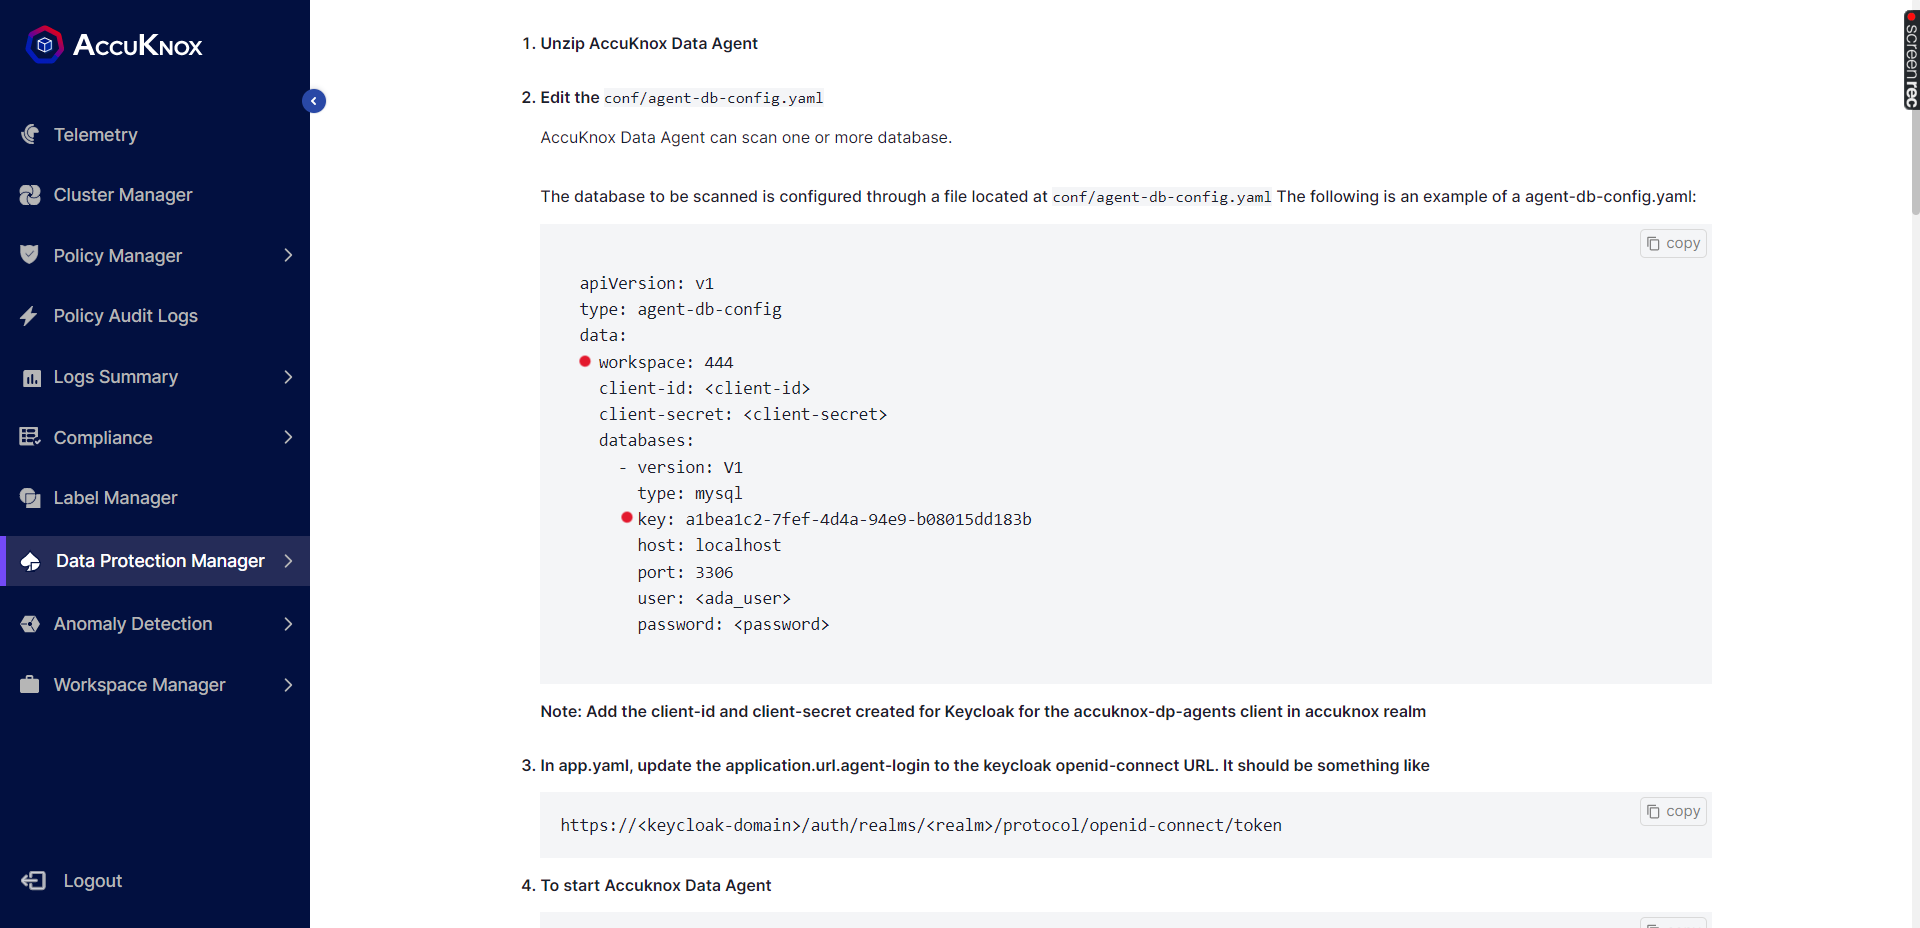 ACCUKNOX
Telemetry
Cluster Manager
Policy Manager
Policy Audit Logs
Logs Summary
Compliance
Label Manager
Data Protection Manager
Anomaly Detection
Workspace Manager
Logout
1. Unzip AccuKnox Data Agent
2. Edit the conf/agent-db-config.yaml
AccuKnox Data Agent can scan one or more database.
The database to be scanned is configured through a file located at conf/agent-db-config.yaml The following is an example of a agent-db-config.yaml:
copy
apiVersion: v1
type: agent-db-config
data:
workspace: 444
client-id: <client-id>
client-secret: <client-secret>
databases:
- version: V1
type: mysql
key: a1bea1c2-7fef-4d4a-94e9-b08015dd183b
host: localhost
port: 3306
user: <ada_user>
password: <password>
Note: Add the client-id and client-secret created for Keycloak for the accuknox-dp-agents client in accuknox realm
3. In app.yaml, update the application.url.agent-login to the keycloak openid-connect URL. It should be something like
copy
https://<keycloak-domain>/auth/realms/<realm>/protocol/openid-connect/token
4. To start Accuknox Data Agent
screenrec